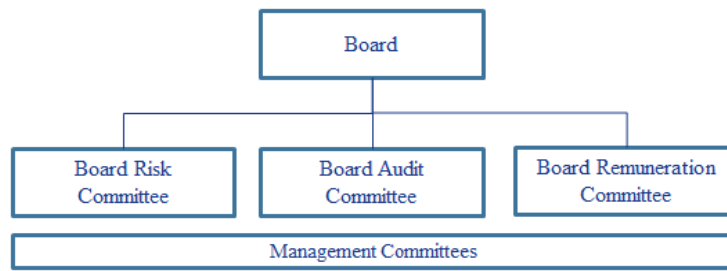 Board
Board Risk
Committee
Board Audit
Committee
Board Remuneration
Committee
Management Committees